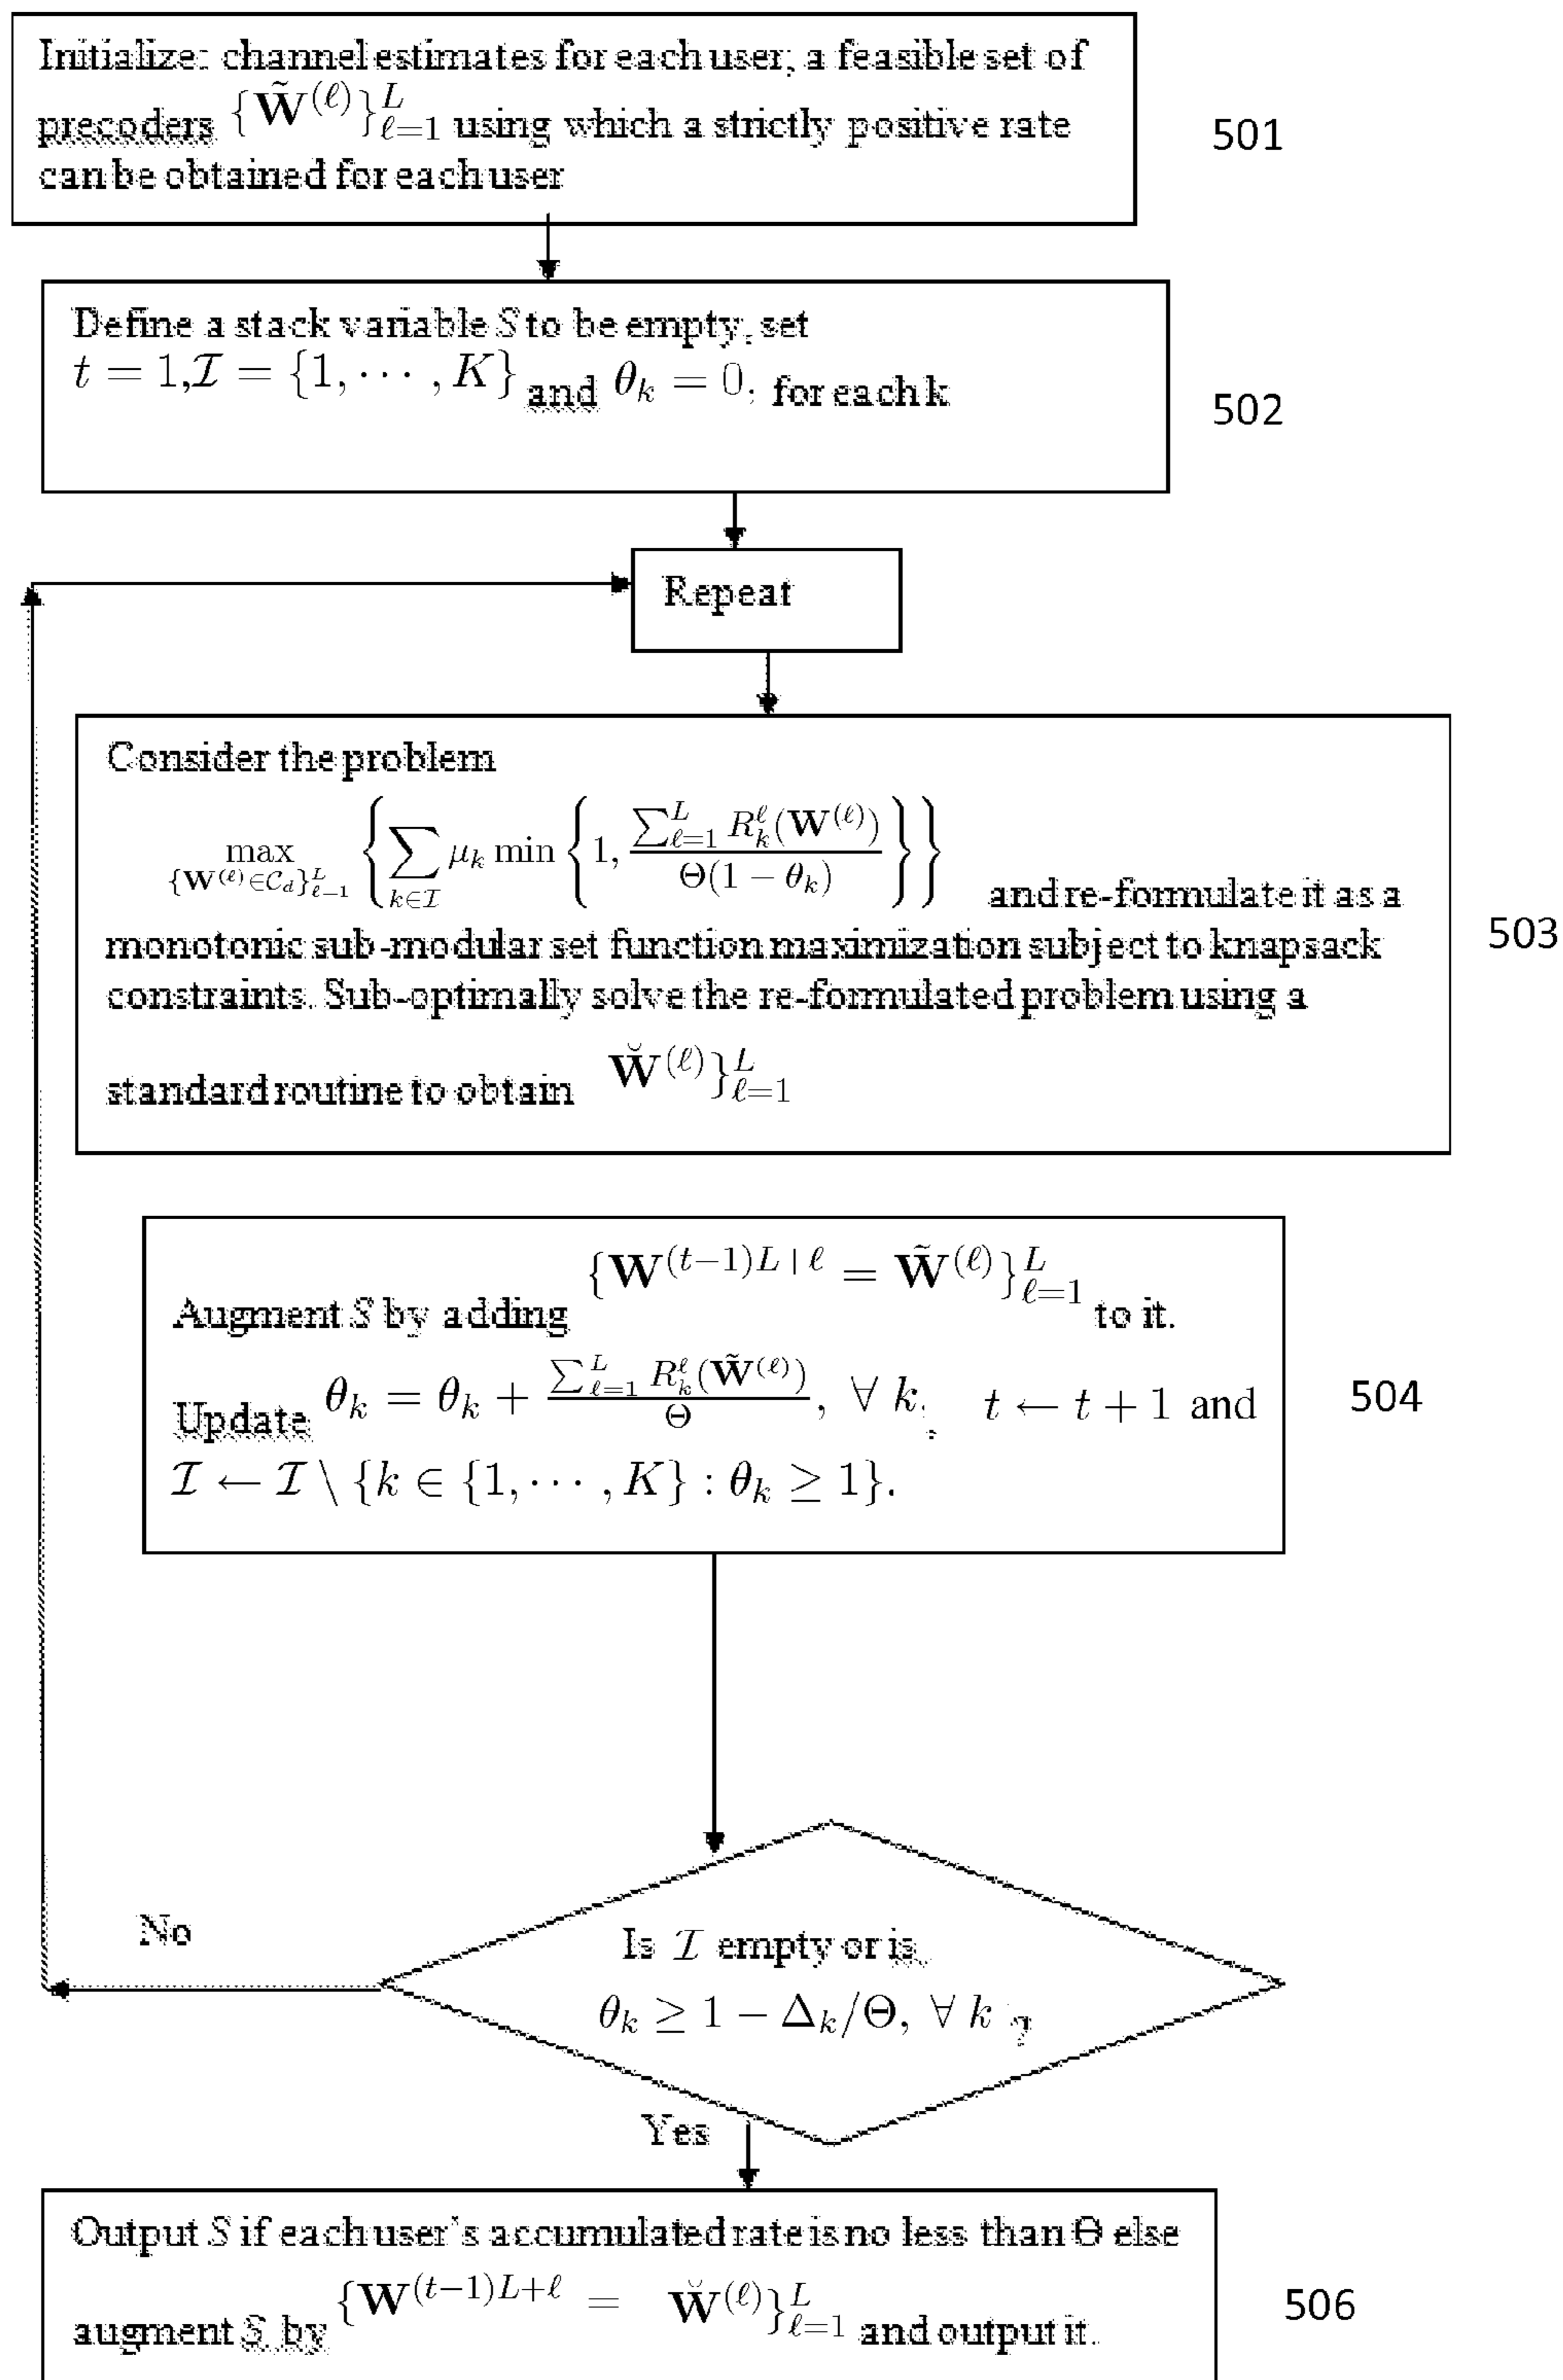 Initialize: channel estimates for each user; a feasible set of
precoders {W̃^(ℓ)}_{ℓ=1}^L using which a strictly positive rate
can be obtained for each user
501
Define a stack variable S to be empty, set
t = 1, ℐ = {1, ⋯ , K} and θ_k = 0; for each k
502
Repeat
Consider the problem
max_{{W^(ℓ) ∈ C_d}_{ℓ−1}^L} { ∑_{k∈ℐ} μ_k min { 1, ∑_{ℓ=1}^L R_k^ℓ(W^(ℓ)) / Θ(1 − θ_k) } } and re-formulate it as a
monotonic sub-modular set function maximization subject to knapsack
constraints. Sub-optimally solve the re-formulated problem using a
standard routine to obtain W̆^(ℓ)}_{ℓ=1}^L
503
Augment S by adding {W^{(t−1)L | ℓ} = W̃^(ℓ)}_{ℓ=1}^L to it.
Update θ_k = θ_k + ∑_{ℓ=1}^L R_k^ℓ(W̃^(ℓ)) / Θ, ∀ k; t ← t + 1 and
ℐ ← ℐ \ {k ∈ {1, ⋯ , K} : θ_k ≥ 1}.
504
No
Is ℐ empty or is
θ_k ≥ 1 − Δ_k/Θ, ∀ k ?
Yes
Output S if each user's accumulated rate is no less than Θ else
augment S by {W^{(t−1)L+ℓ} = W̆^(ℓ)}_{ℓ=1}^L and output it.
506